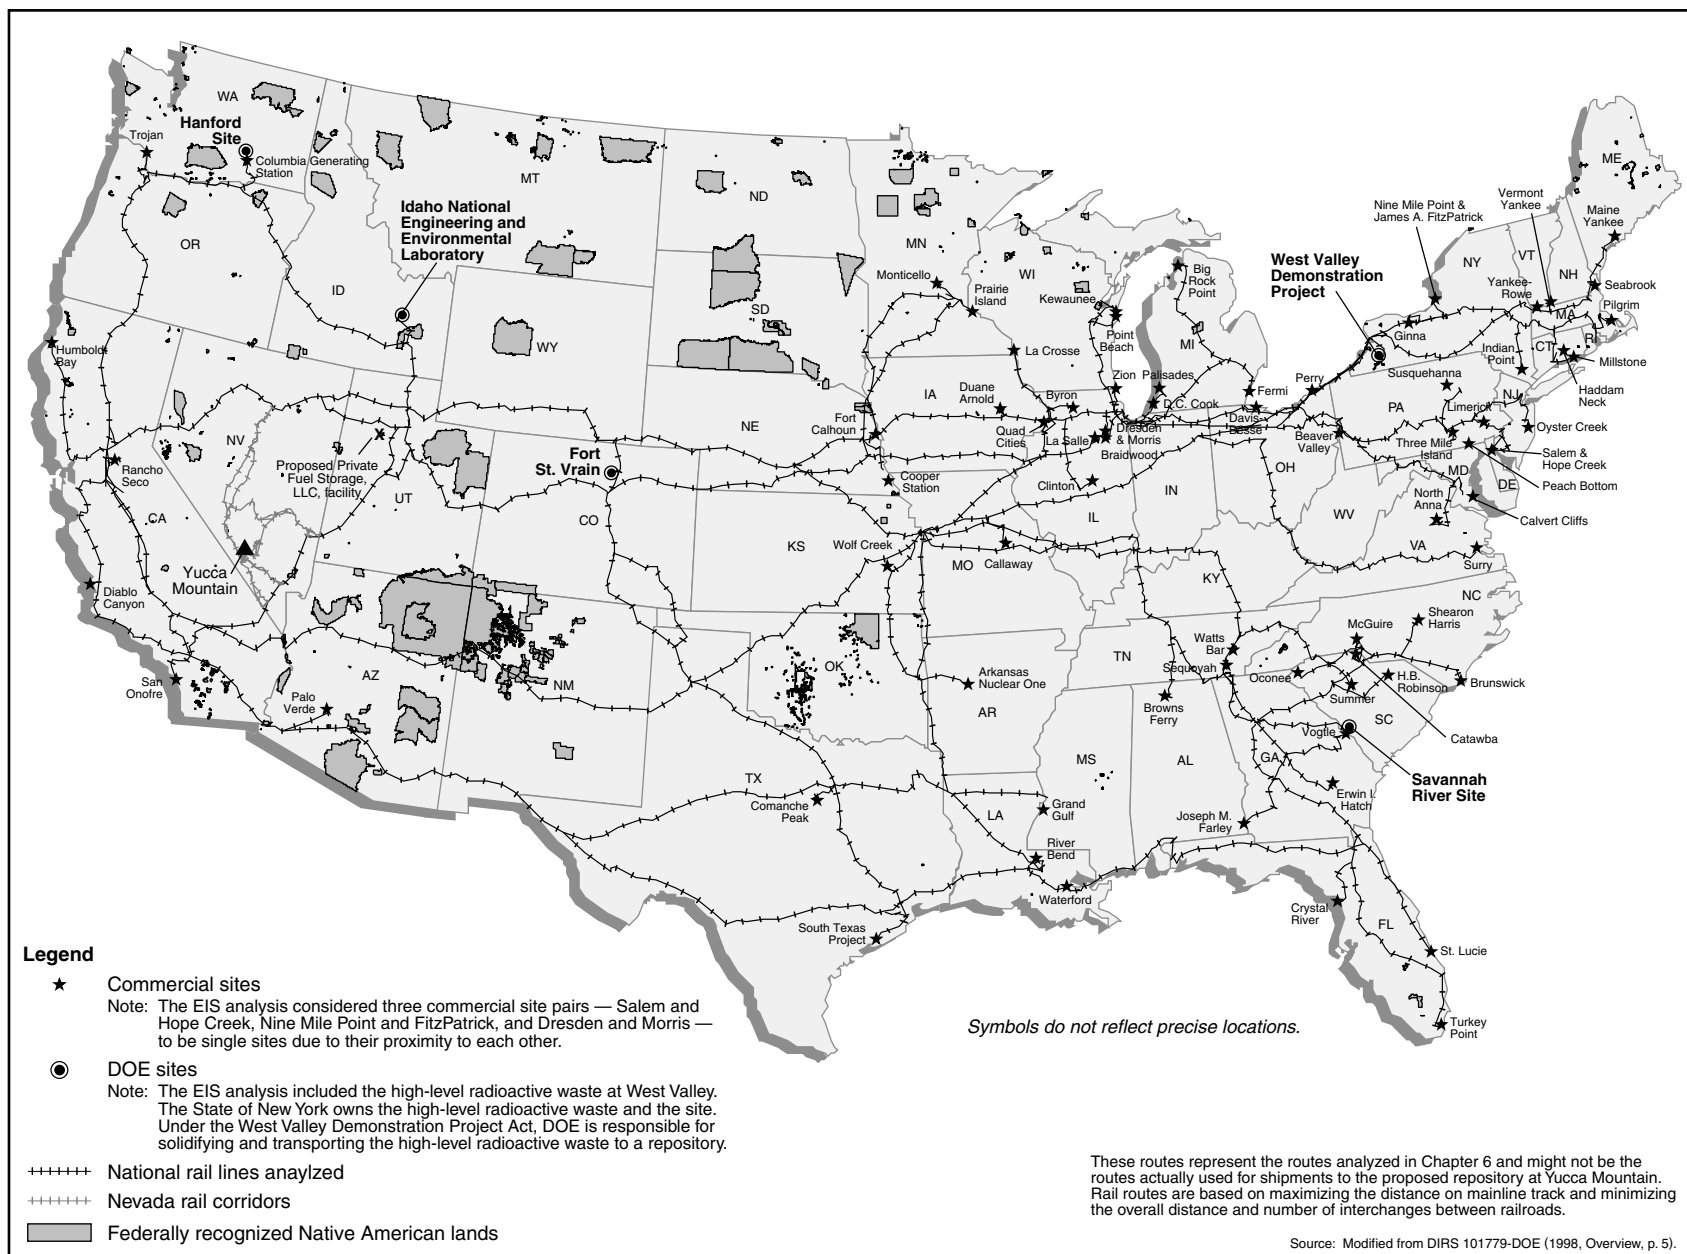 WA
Hanford
Site
Trojan
Columbia Generating
Station
MT
ND
MN
ME
OR
Idaho National
Engineering and
Environmental
Laboratory
ID
WY
SD
NE
Monticello
Prairie
Island
WI
Kewaunee
Point
Beach
Big
Rock
Point
MI
West Valley
Demonstration
Project
Nine Mile Point &
James A. FitzPatrick
Vermont
Yankee
Maine
Yankee
NY
VT
NH
Yankee-
Rowe
Seabrook
Pilgrim
MA
RI
CT
Ginna
Indian
Point
Millstone
Haddam
Neck
Susquehanna
Humboldt
Bay
La Crosse
IA
Duane
Arnold
Byron
Zion
Palisades
D.C. Cook
Fermi
Perry
Davis-
Besse
PA
Limerick
NJ
Oyster Creek
Fort
Calhoun
Quad
Cities
La Salle
Dresden
& Morris
Braidwood
Beaver
Valley
Three Mile
Island
Salem &
Hope Creek
Peach Bottom
MD
DE
Calvert Cliffs
NV
Proposed Private
Fuel Storage,
LLC, facility
UT
Fort
St. Vrain
CO
Cooper
Station
Clinton
IL
IN
OH
WV
North
Anna
VA
Surry
Rancho
Seco
CA
Yucca
Mountain
Diablo
Canyon
KS
Wolf Creek
MO
Callaway
KY
NC
Shearon
Harris
McGuire
San
Onofre
AZ
Palo
Verde
NM
OK
Arkansas
Nuclear One
AR
TN
Watts
Bar
Sequoyah
Oconee
H.B.
Robinson
Brunswick
Summer
SC
Catawba
Browns
Ferry
MS
AL
GA
Vogtle
Savannah
River Site
Erwin I.
Hatch
Joseph M.
Farley
TX
Comanche
Peak
LA
Grand
Gulf
River
Bend
Waterford
South Texas
Project
Crystal
River
FL
St. Lucie
Turkey
Point
Legend
Commercial sites
Note: The EIS analysis considered three commercial site pairs — Salem and
Hope Creek, Nine Mile Point and FitzPatrick, and Dresden and Morris —
to be single sites due to their proximity to each other.
DOE sites
Note: The EIS analysis included the high-level radioactive waste at West Valley.
The State of New York owns the high-level radioactive waste and the site.
Under the West Valley Demonstration Project Act, DOE is responsible for
solidifying and transporting the high-level radioactive waste to a repository.
National rail lines anaylzed
Nevada rail corridors
Federally recognized Native American lands
Symbols do not reflect precise locations.
These routes represent the routes analyzed in Chapter 6 and might not be the
routes actually used for shipments to the proposed repository at Yucca Mountain.
Rail routes are based on maximizing the distance on mainline track and minimizing
the overall distance and number of interchanges between railroads.
Source: Modified from DIRS 101779-DOE (1998, Overview, p. 5).